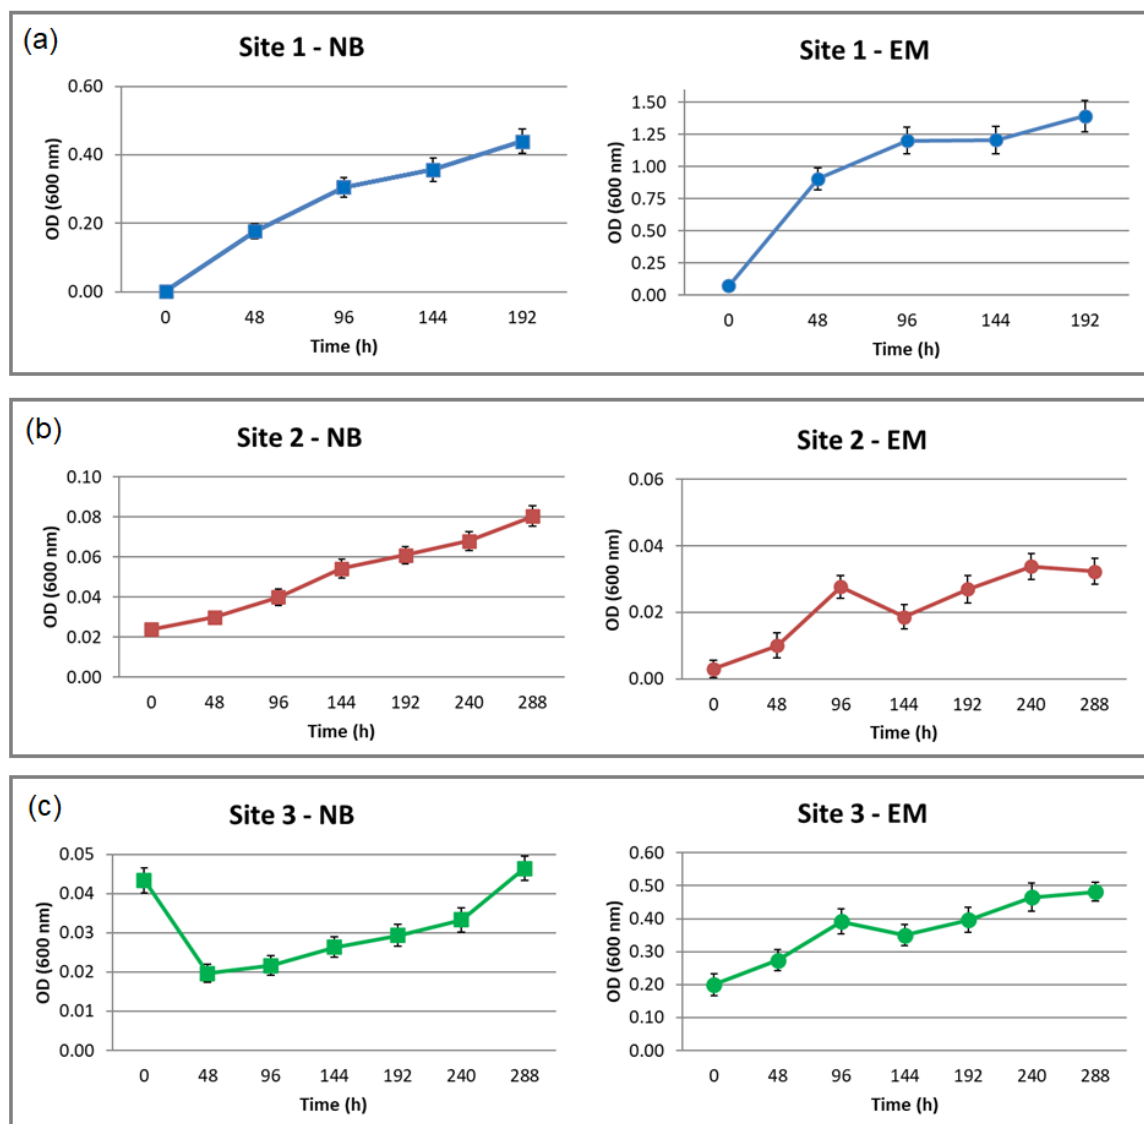 (a)
Site 1 - NB
OD (600 nm)
0.60
0.40
0.20
0.00
0 48 96 144 192
Time (h)
Site 1 - EM
OD (600 nm)
1.50
1.25
1.00
0.75
0.50
0.25
0.00
0 48 96 144 192
Time (h)
(b)
Site 2 - NB
OD (600 nm)
0.10
0.08
0.06
0.04
0.02
0.00
0 48 96 144 192 240 288
Time (h)
Site 2 - EM
OD (600 nm)
0.06
0.04
0.02
0.00
0 48 96 144 192 240 288
Time (h)
(c)
Site 3 - NB
OD (600 nm)
0.05
0.04
0.03
0.02
0.01
0.00
0 48 96 144 192 240 288
Time (h)
Site 3 - EM
OD (600 nm)
0.60
0.50
0.40
0.30
0.20
0.10
0.00
0 48 96 144 192 240 288
Time (h)